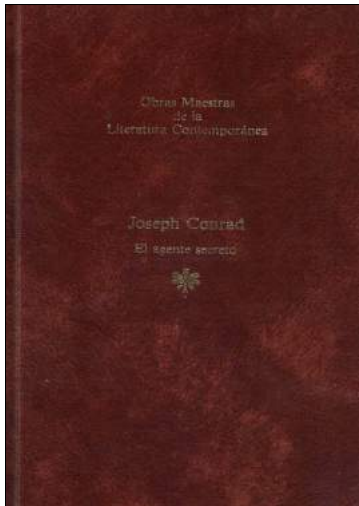 Obras Maestras
de la
Literatura Contemporánea
Joseph Conrad
El agente secreto